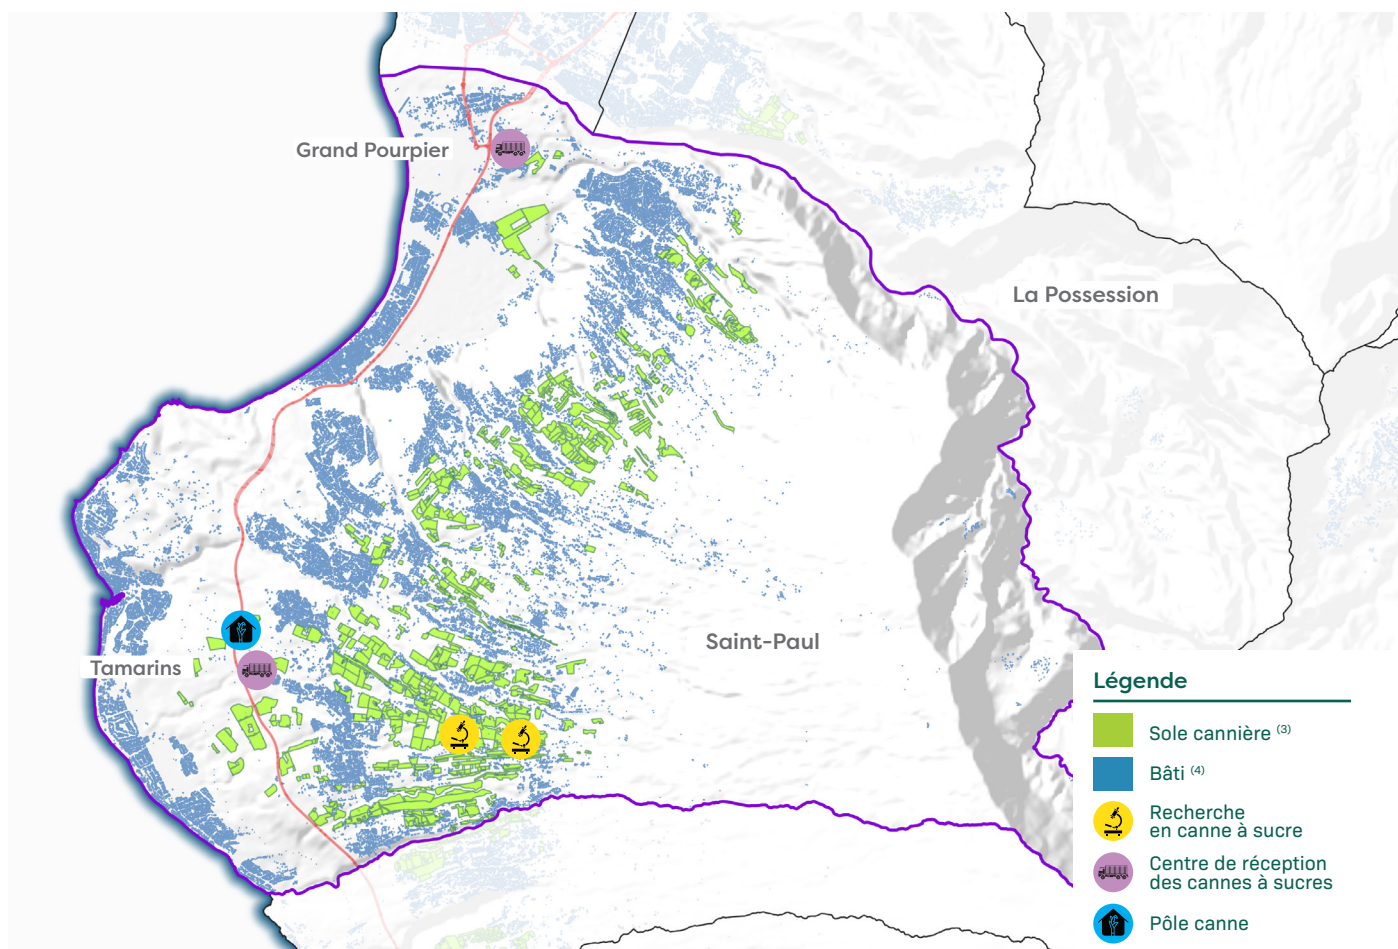 Grand Pourpier
La Possession
Saint-Paul
Tamarins
Légende
Sole cannière (3)
Bâti (4)
Recherche
en canne à sucre
Centre de réception
des cannes à sucres
Pôle canne